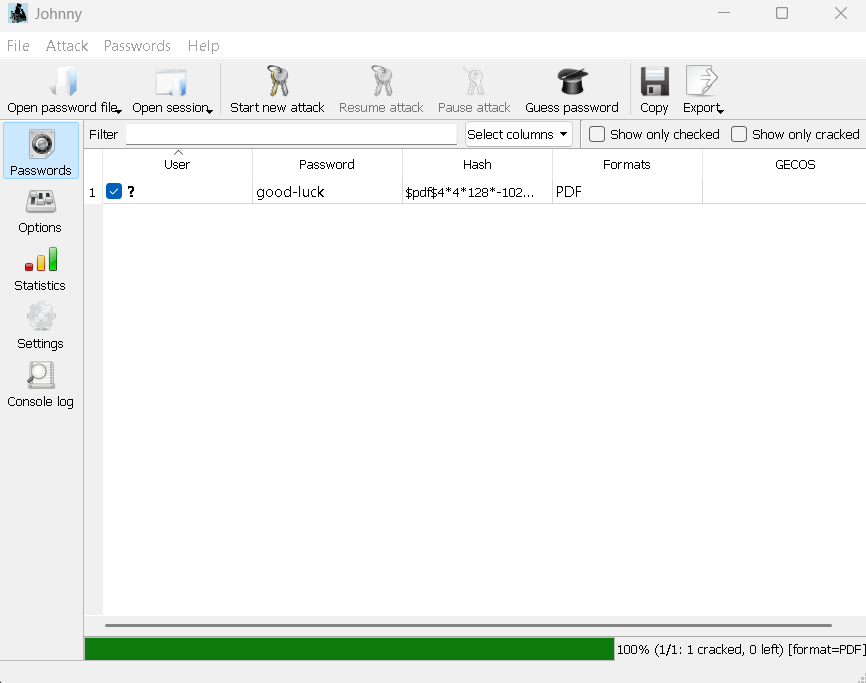 Johnny
File Attack Passwords Help
Open password file Open session Start new attack Resume attack Pause attack Guess password Copy Export
Passwords
Filter Select columns Show only checked Show only cracked
User Password Hash Formats GECOS
1 ? good-luck $pdf$4*4*128*-102... PDF
Options
Statistics
Settings
Console log
100% (1/1: 1 cracked, 0 left) [format=PDF]